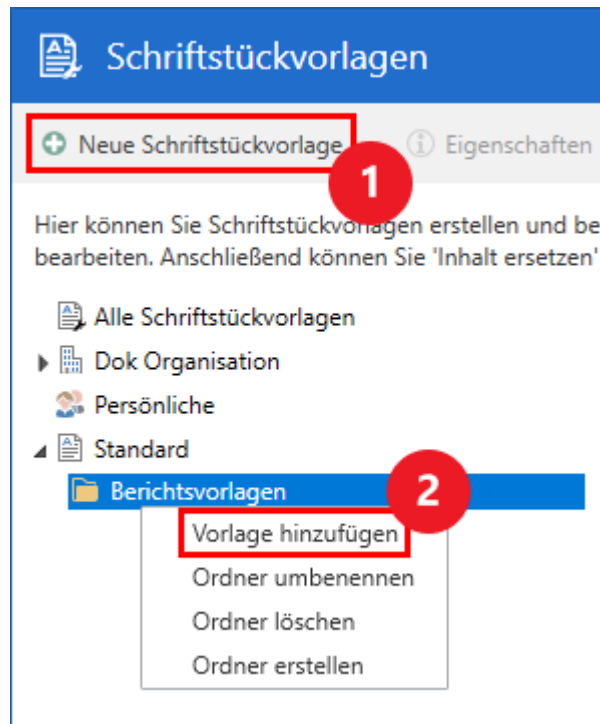 Schriftstückvorlagen
Neue Schriftstückvorlage
Eigenschaften
1
Hier können Sie Schriftstückvorlagen erstellen und be
bearbeiten. Anschließend können Sie 'Inhalt ersetzen'
Alle Schriftstückvorlagen
Dok Organisation
Persönliche
Standard
Berichtsvorlagen
2
Vorlage hinzufügen
Ordner umbenennen
Ordner löschen
Ordner erstellen